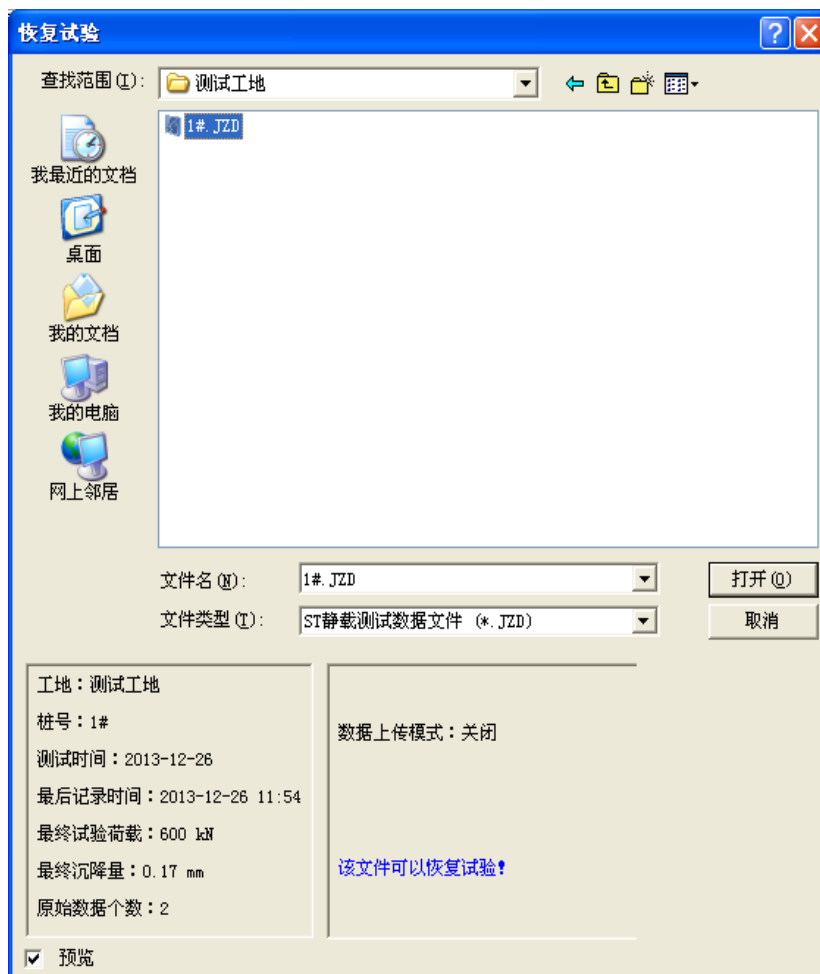 恢复试验
查找范围(I):
测试工地
1#.JZD
我最近的文档
桌面
我的文档
我的电脑
网上邻居
文件名(N):
1#.JZD
打开(O)
文件类型(T):
ST静载测试数据文件 (*.JZD)
取消
工地：测试工地
桩号：1#
测试时间：2013-12-26
最后记录时间：2013-12-26 11:54
最终试验荷载：600 kN
最终沉降量：0.17 mm
原始数据个数：2
数据上传模式：关闭
该文件可以恢复试验！
预览